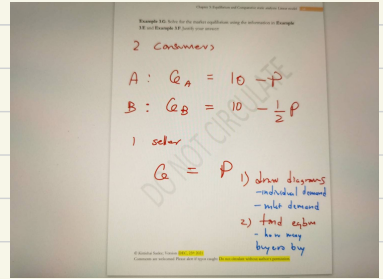 Example 1G. Solve for the market equilibrium using the information in Example
1E and Example 1F. Justify your answer.
2 consumers
A : QA = 10 - P
B : QB = 10 - 1/2 P
1 seller
Q = P
1) draw diagrams
- individual demand
- mkt demand
2) find eqbm
- how many
buyers buy
DO NOT CIRCULATE